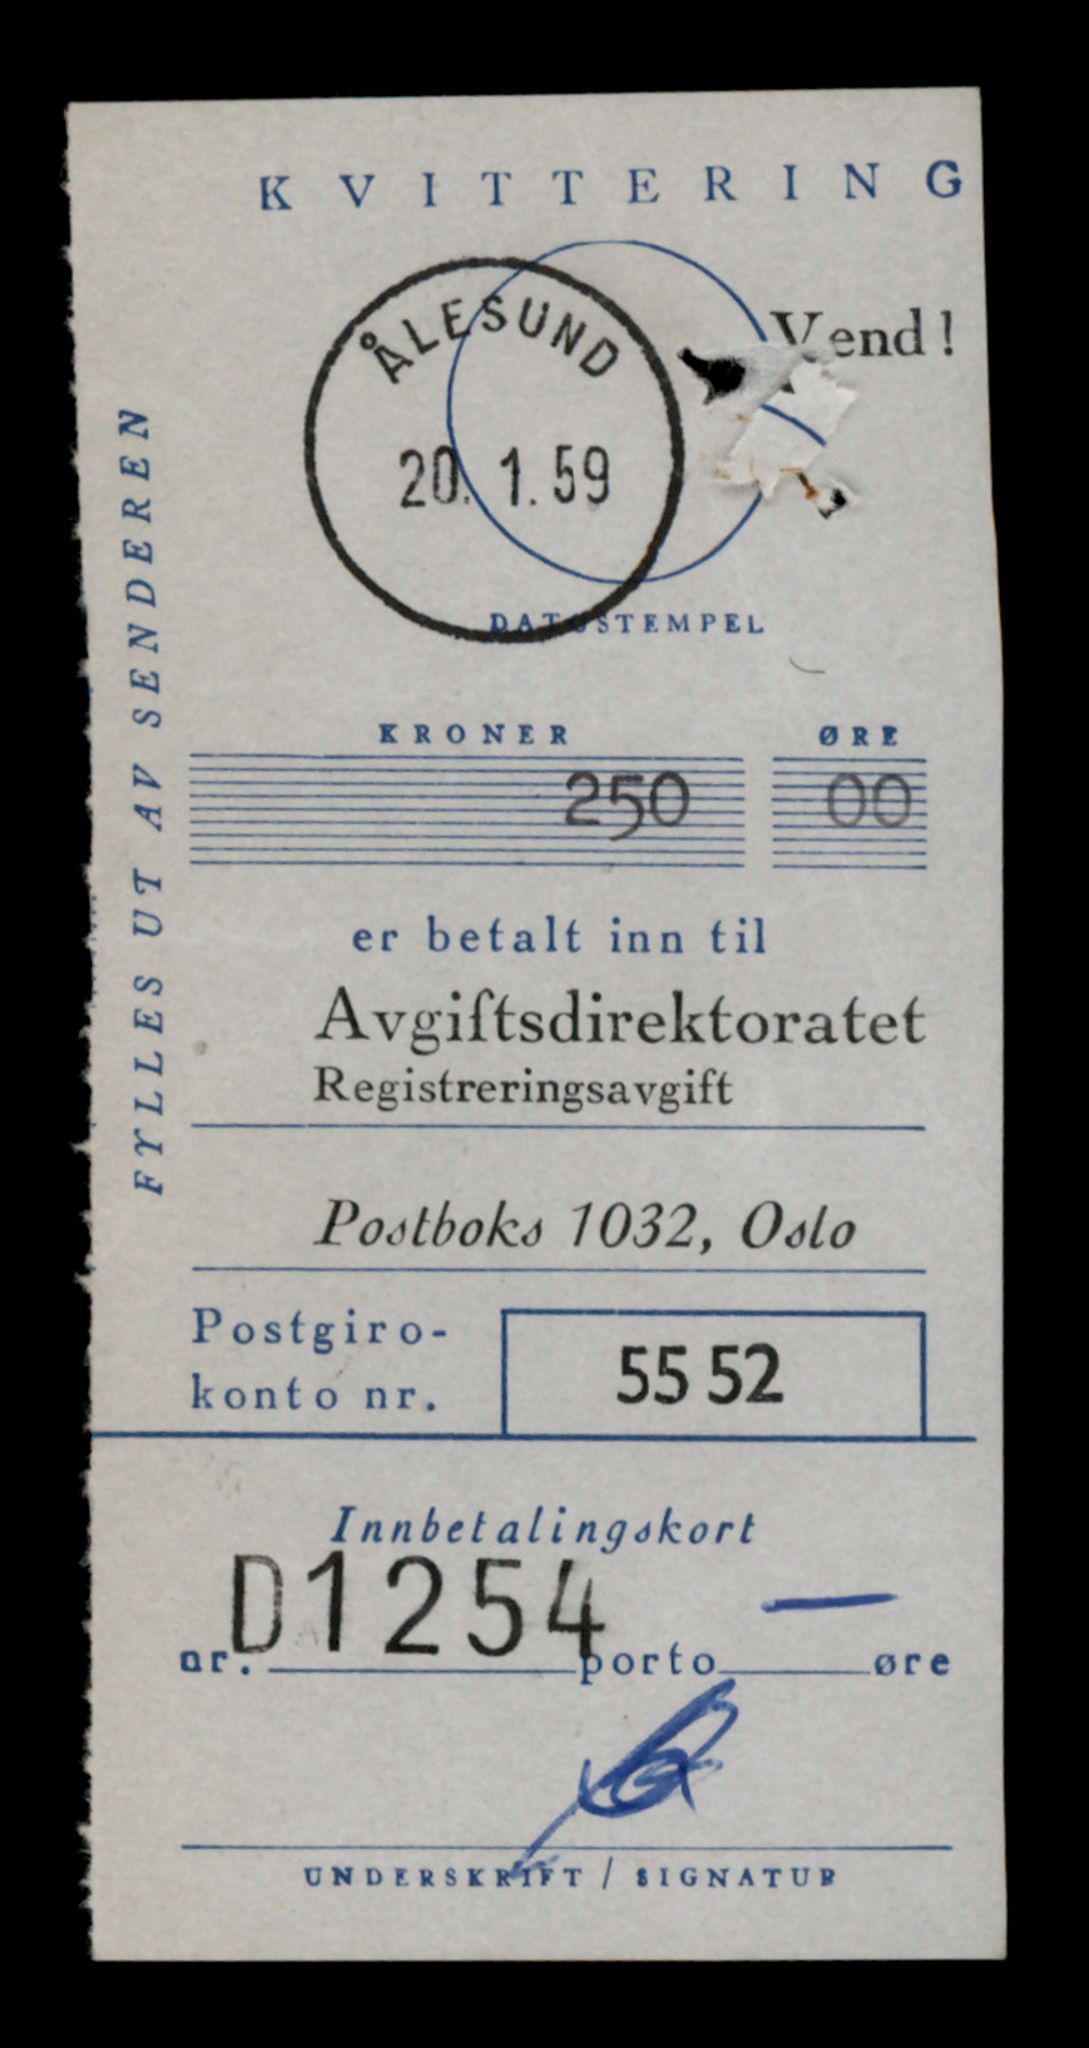 KVITTERING
Vend!
ÅLESUND
20. 1. 59
DATOSTEMPEL
FYLLES UT AV SENDEREN
KRONER ØRE
250 00
er betalt inn til
Avgiftsdirektoratet
Registreringsavgift
Postboks 1032, Oslo
Postgiro-
konto nr. 55 52
Innbetalingskort
nr. D1254 porto — øre
UNDERSKRIFT / SIGNATUR